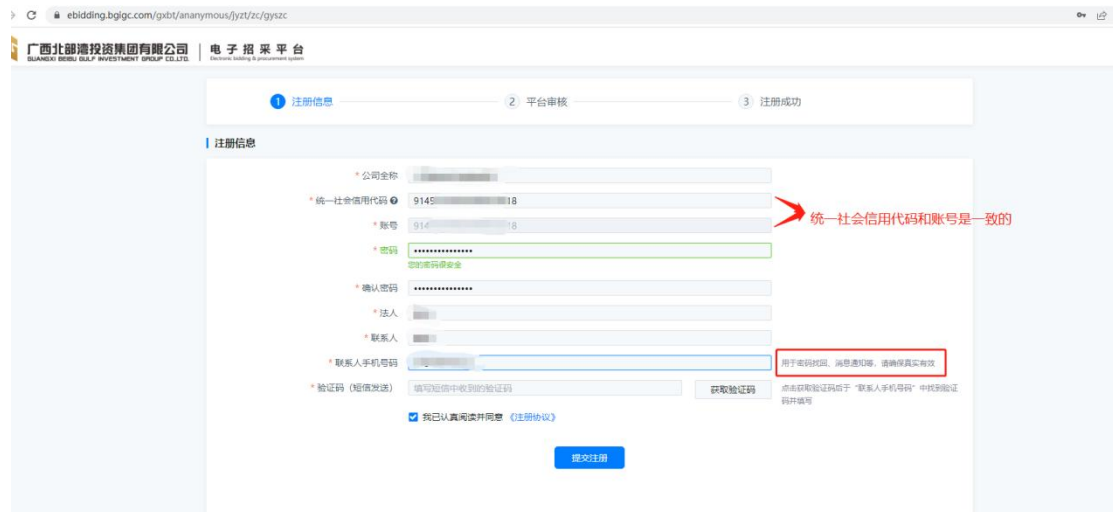 ebidding.bgigc.com/gxbt/ananymous/jyzt/zc/gyszc
广西北部湾投资集团有限公司 电子招采平台
GUANGXI BEIBU GULF INVESTMENT GROUP CO.,LTD. Electronic bidding & procurement system
1 注册信息 2 平台审核 3 注册成功
注册信息
* 公司全称
* 统一社会信用代码 9145 18
统一社会信用代码和账号是一致的
* 账号 914 18
* 密码 •••••••••••••••
您的密码很安全
* 确认密码 •••••••••••••••
* 法人
* 联系人
* 联系人手机号码 用于密码找回、消息通知等，请确保真实有效
* 验证码（短信发送） 填写短信中收到的验证码 获取验证码 点击获取验证码后于“联系人手机号码”中找到验证
码并填写
我已认真阅读并同意 《注册协议》
提交注册